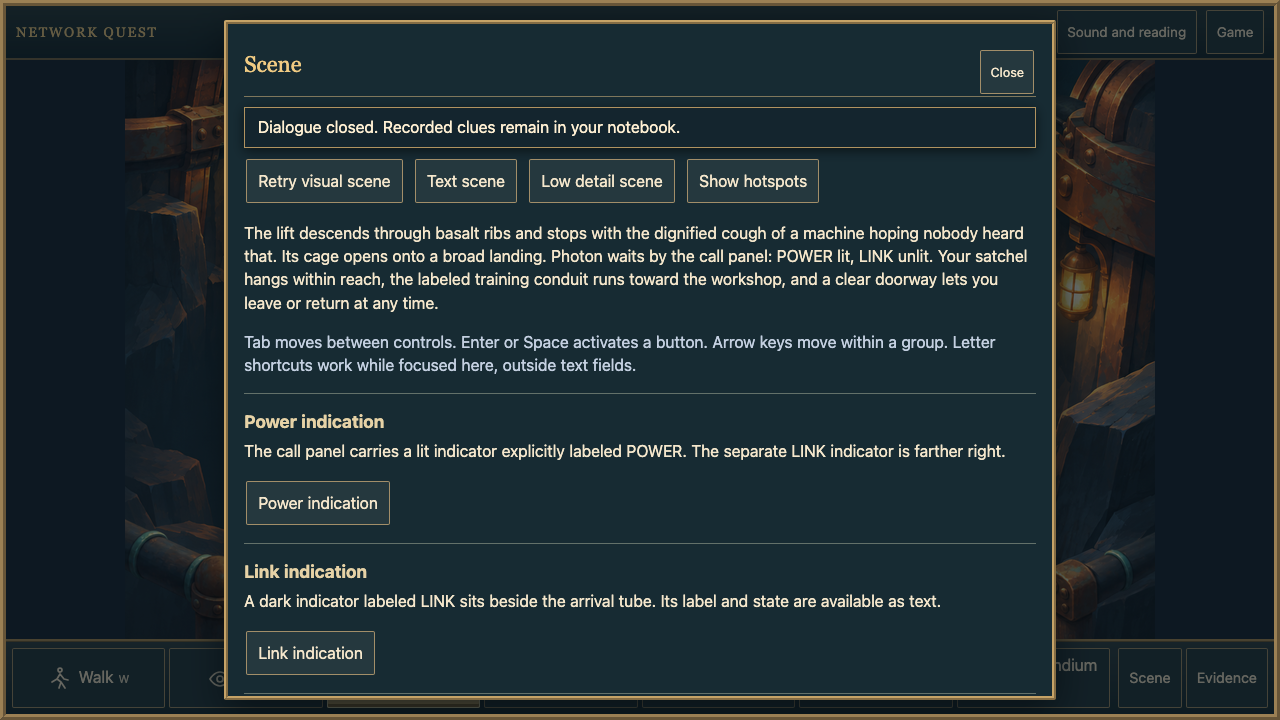 NETWORK QUEST
Sound and reading
Game
Scene
Close
Dialogue closed. Recorded clues remain in your notebook.
Retry visual scene
Text scene
Low detail scene
Show hotspots
The lift descends through basalt ribs and stops with the dignified cough of a machine hoping nobody heard
that. Its cage opens onto a broad landing. Photon waits by the call panel: POWER lit, LINK unlit. Your satchel
hangs within reach, the labeled training conduit runs toward the workshop, and a clear doorway lets you
leave or return at any time.
Tab moves between controls. Enter or Space activates a button. Arrow keys move within a group. Letter
shortcuts work while focused here, outside text fields.
Power indication
The call panel carries a lit indicator explicitly labeled POWER. The separate LINK indicator is farther right.
Power indication
Link indication
A dark indicator labeled LINK sits beside the arrival tube. Its label and state are available as text.
Link indication
Walk W
Scene
Evidence